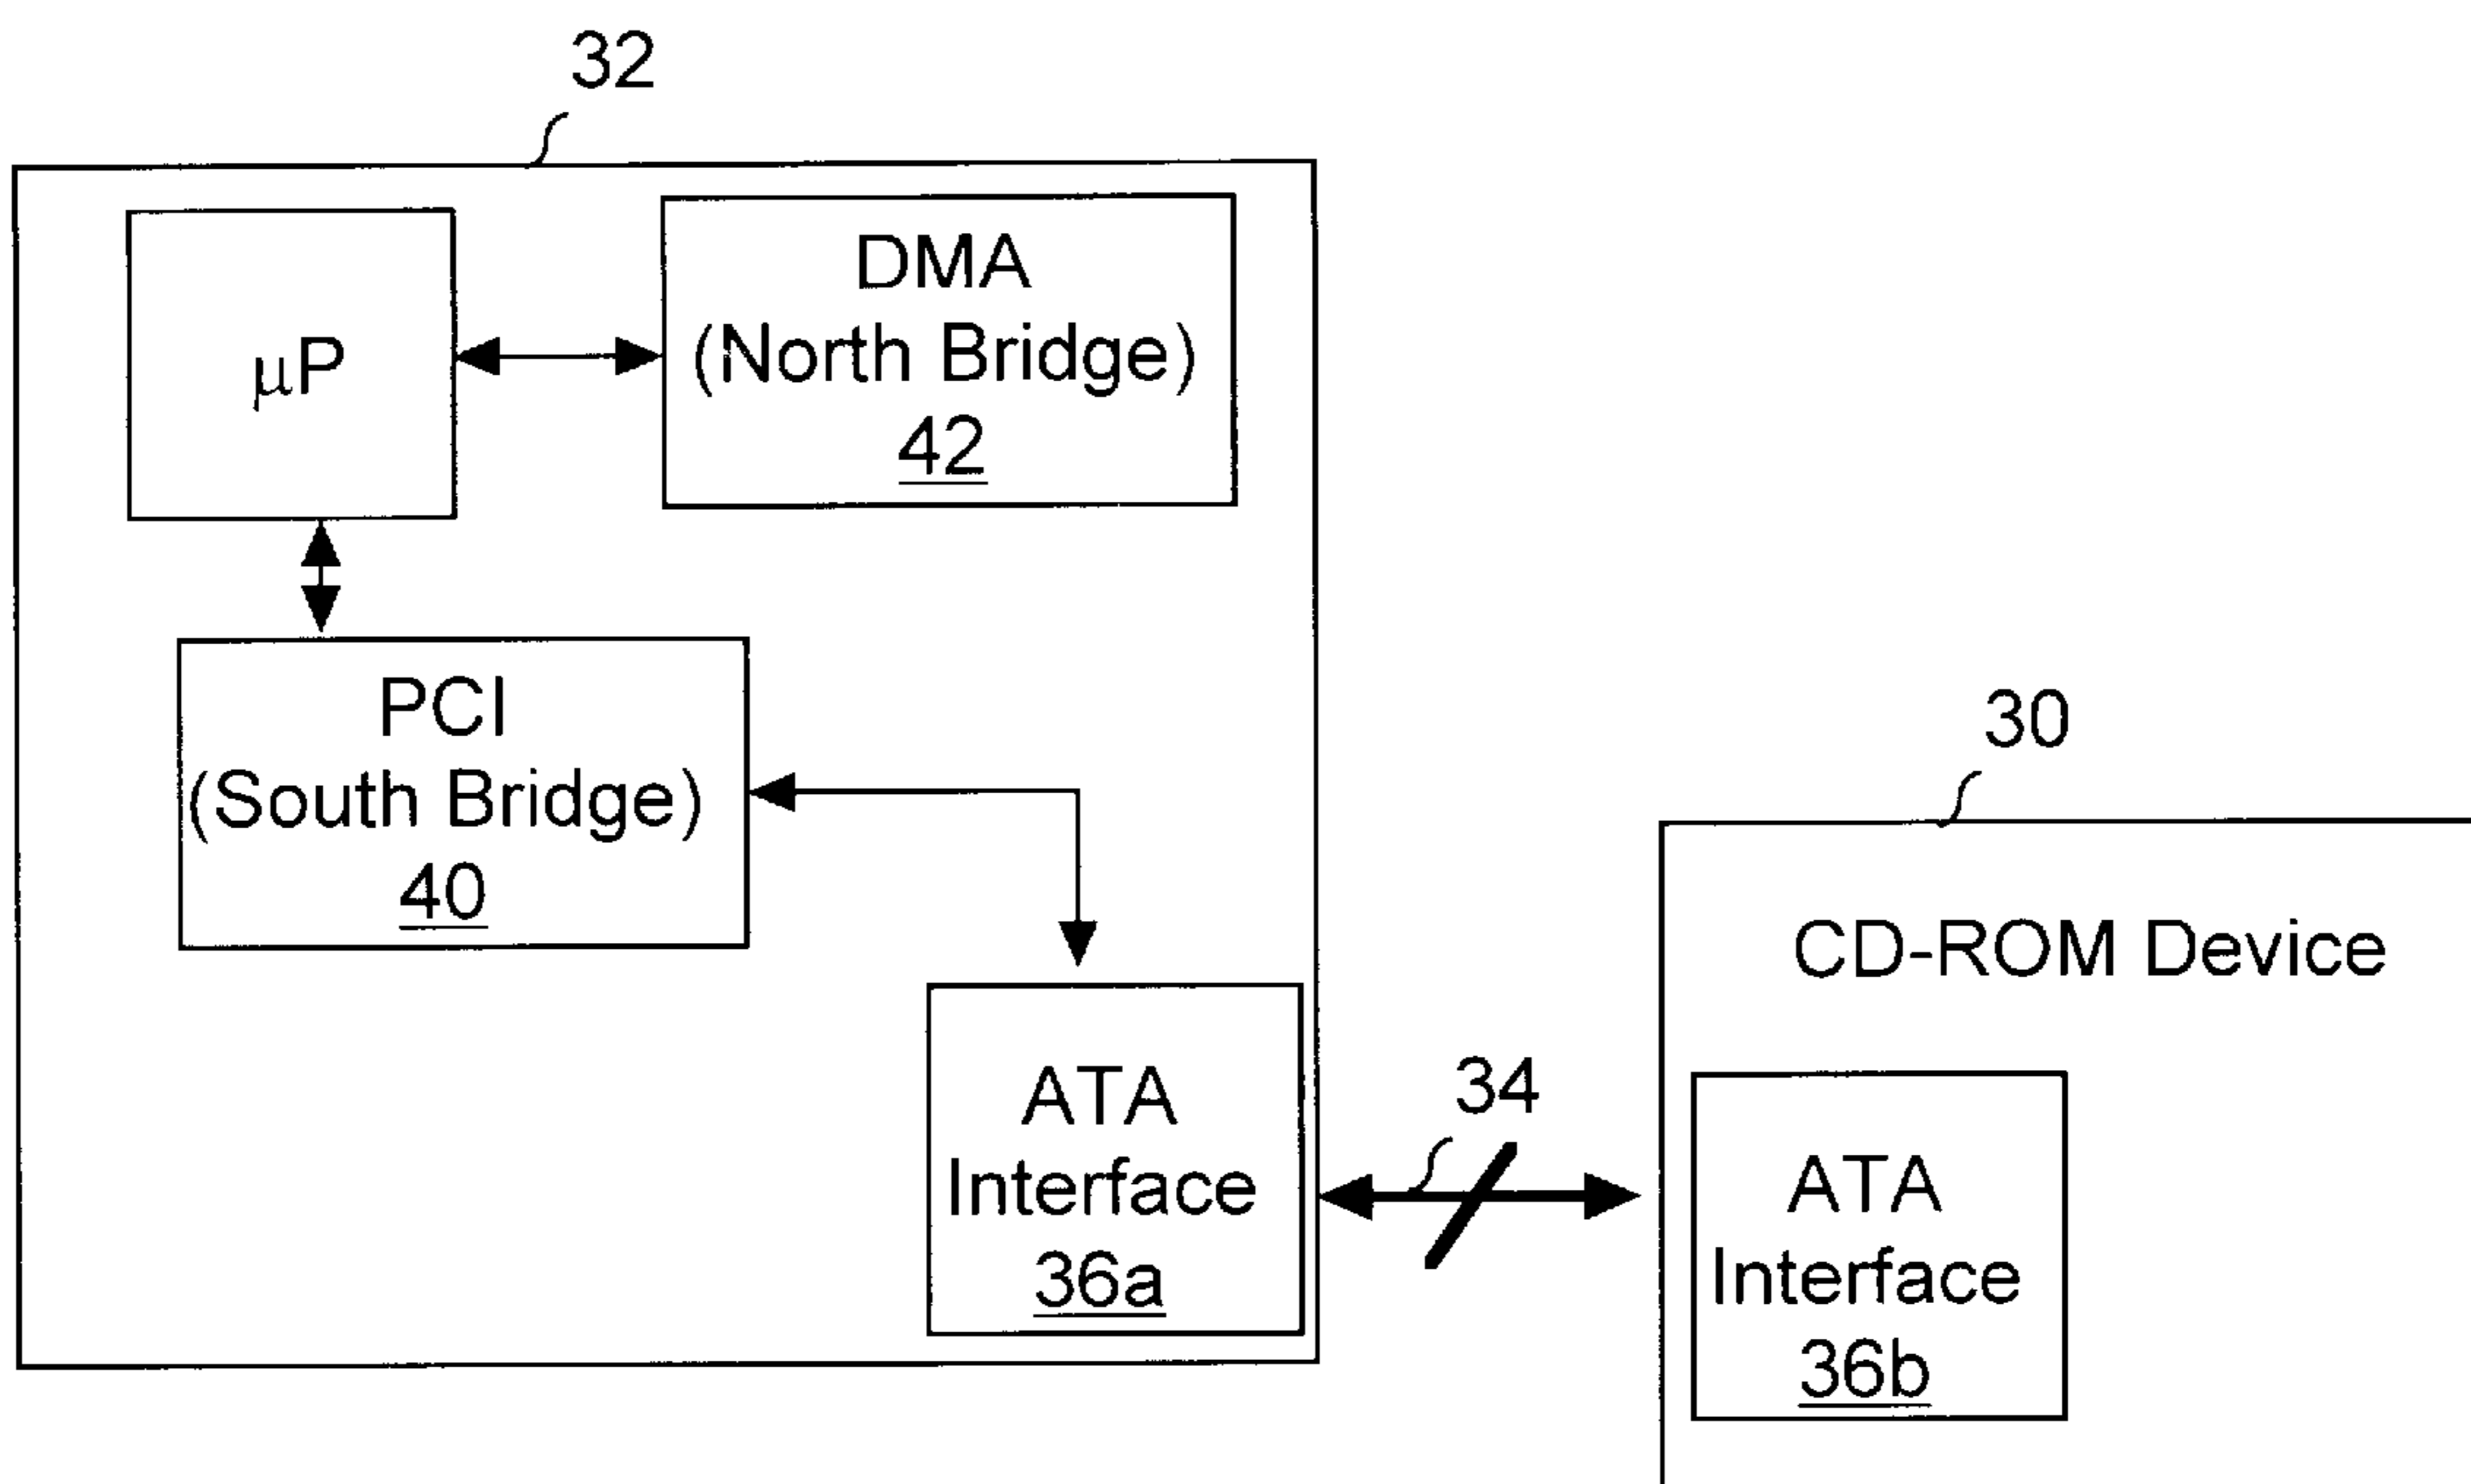 32
µP
DMA
(North Bridge)
42
PCI
(South Bridge)
40
30
CD-ROM Device
ATA
Interface
36a
34
ATA
Interface
36b